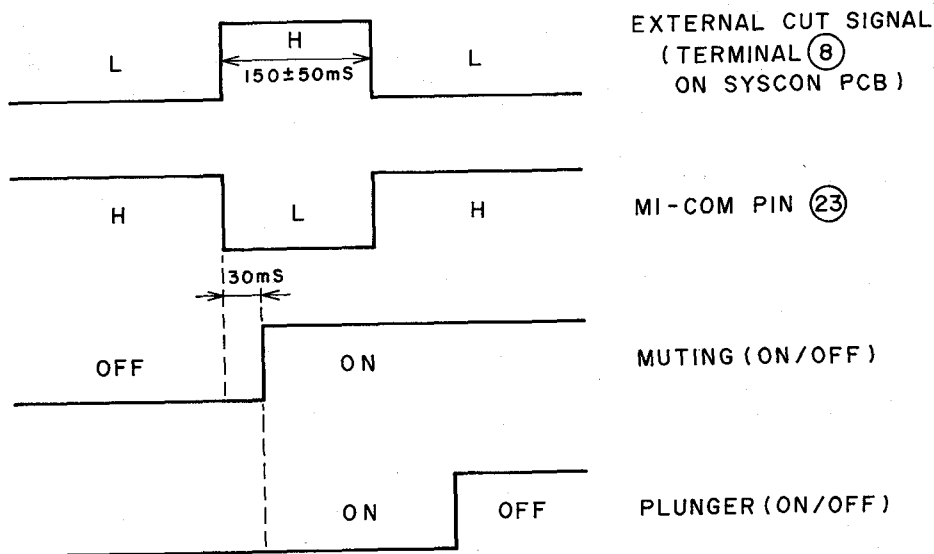 EXTERNAL CUT SIGNAL
H
L
L
(TERMINAL ⑧
150±50mS
ON SYSCON PCB)
H
L
H
MI-COM PIN ㉓
30mS
OFF
ON
MUTING (ON/OFF)
ON
OFF
PLUNGER (ON/OFF)